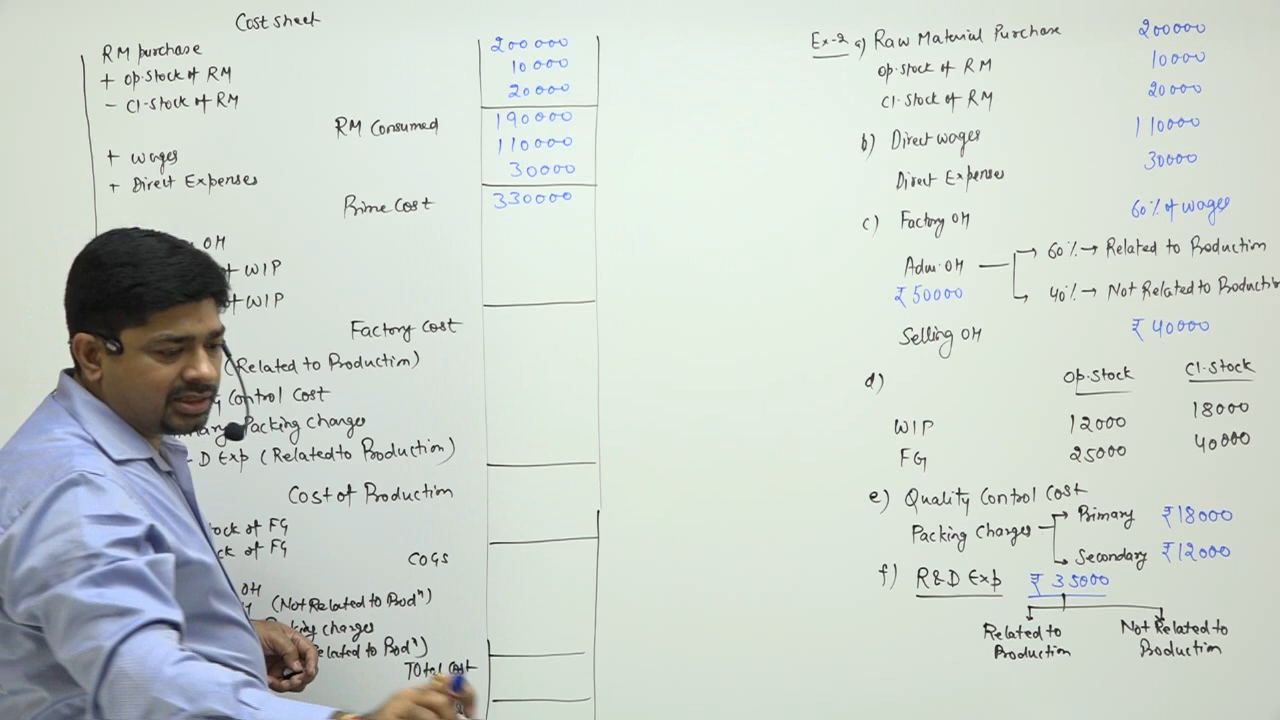 Cost sheet
RM purchase 200000
+ op.stock of RM 10000
- Cl-stock of RM 20000
RM Consumed 190000
+ wages 110000
+ Direct Expenses 30000
Prime Cost 330000
OH
WIP
WIP
Factory Cost
(Related to Production)
Control Cost
Packing charges
D Exp (Related to Production)
Cost of Production
of FG
of FG
COGS
OH
(Not Related to Prodn)
charges
to Prodn)
Total Cost
Ex-2 a) Raw Material Purchase 200000
op.stock of RM 10000
Cl-stock of RM 20000
b) Direct wages 110000
Direct Expenses 30000
c) Factory OH 60% of wages
Adm. OH 60% → Related to Production
₹50000 40% → Not Related to Production
Selling OH ₹40000
d) Op.stock Cl-stock
WIP 12000 18000
FG 25000 40000
e) Quality Control Cost
Packing Charges Primary ₹18000
Secondary ₹12000
f) R&D Exp ₹35000
Related to Production
Not Related to Production